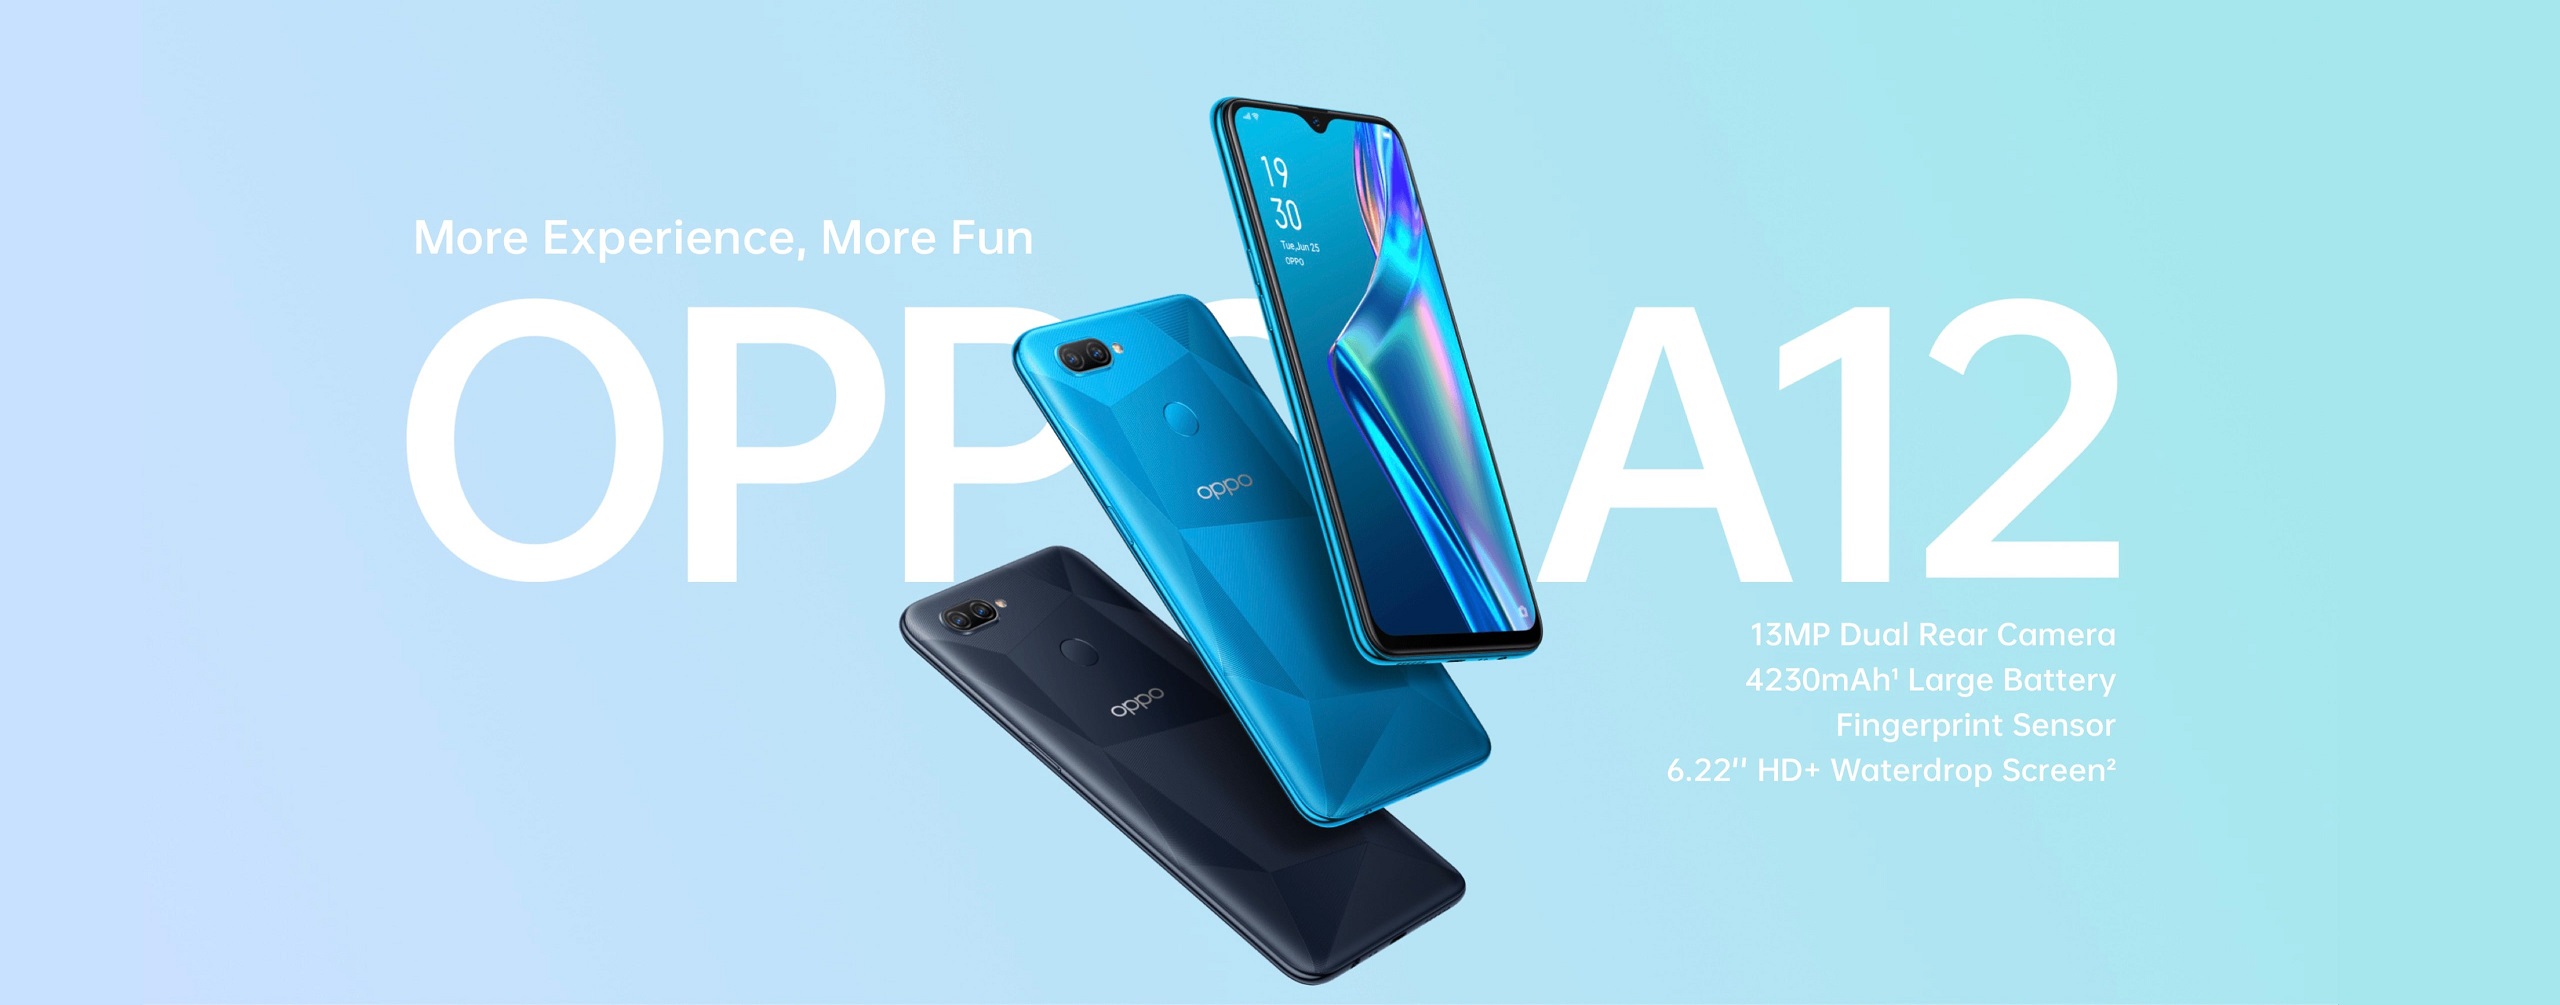 More Experience, More Fun
OPPO A12
19
30
Tue,Jun 25
OPPO
oppo
oppo
13MP Dual Rear Camera
4230mAh¹ Large Battery
Fingerprint Sensor
6.22'' HD+ Waterdrop Screen²